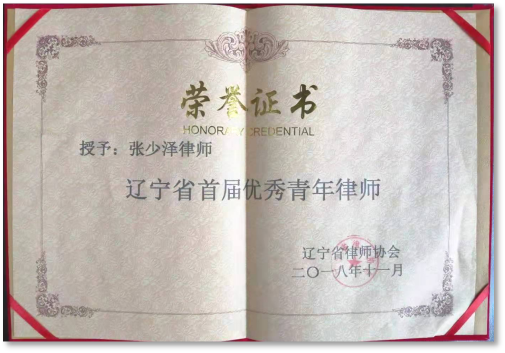 荣誉证书
HONORARY CREDENTIAL
授予：张少泽律师
辽宁省首届优秀青年律师
辽宁省律师协会
二〇一八年十一月